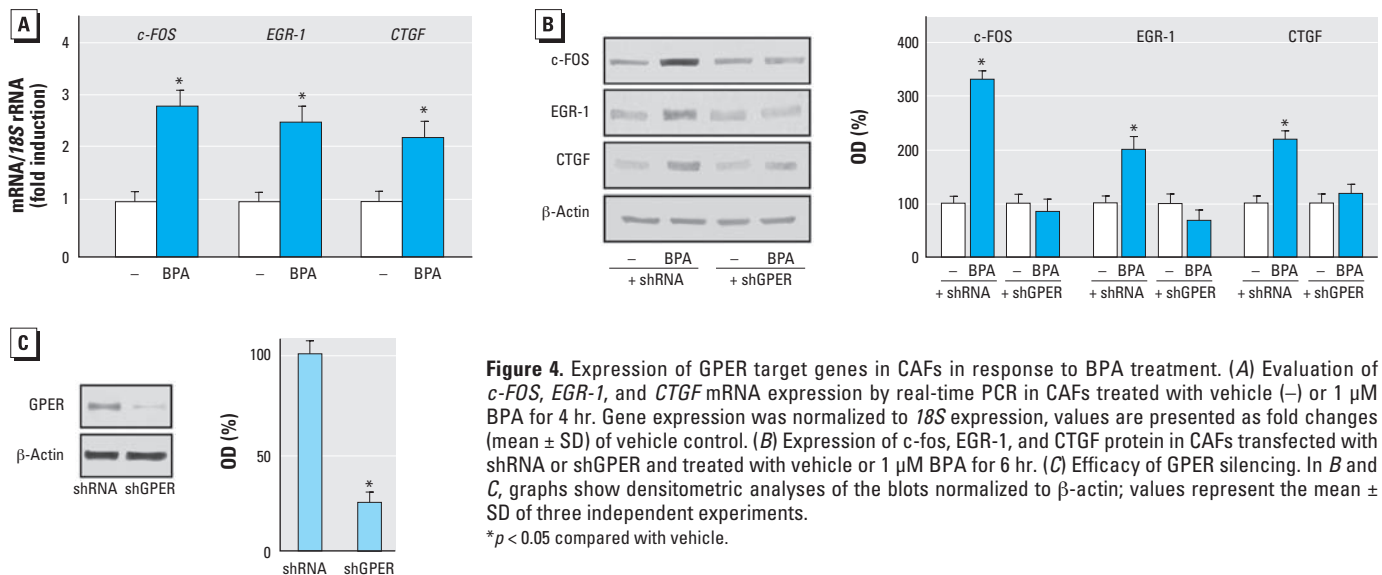 A
c-FOS EGR-1 CTGF
mRNA/18S rRNA
(fold induction)
4
3
2
1
0
* * *
– BPA – BPA – BPA
B
c-FOS
EGR-1
CTGF
β-Actin
– BPA – BPA
+ shRNA + shGPER
OD (%)
400
300
200
100
0
c-FOS EGR-1 CTGF
* * *
– BPA – BPA – BPA – BPA – BPA – BPA
+ shRNA + shGPER + shRNA + shGPER + shRNA + shGPER
C
GPER
β-Actin
shRNA shGPER
OD (%)
100
50
0
*
shRNA shGPER
Figure 4. Expression of GPER target genes in CAFs in response to BPA treatment. (A) Evaluation of
c-FOS, EGR-1, and CTGF mRNA expression by real-time PCR in CAFs treated with vehicle (–) or 1 μM
BPA for 4 hr. Gene expression was normalized to 18S expression, values are presented as fold changes
(mean ± SD) of vehicle control. (B) Expression of c-fos, EGR-1, and CTGF protein in CAFs transfected with
shRNA or shGPER and treated with vehicle or 1 μM BPA for 6 hr. (C) Efficacy of GPER silencing. In B and
C, graphs show densitometric analyses of the blots normalized to β-actin; values represent the mean ±
SD of three independent experiments.
*p < 0.05 compared with vehicle.